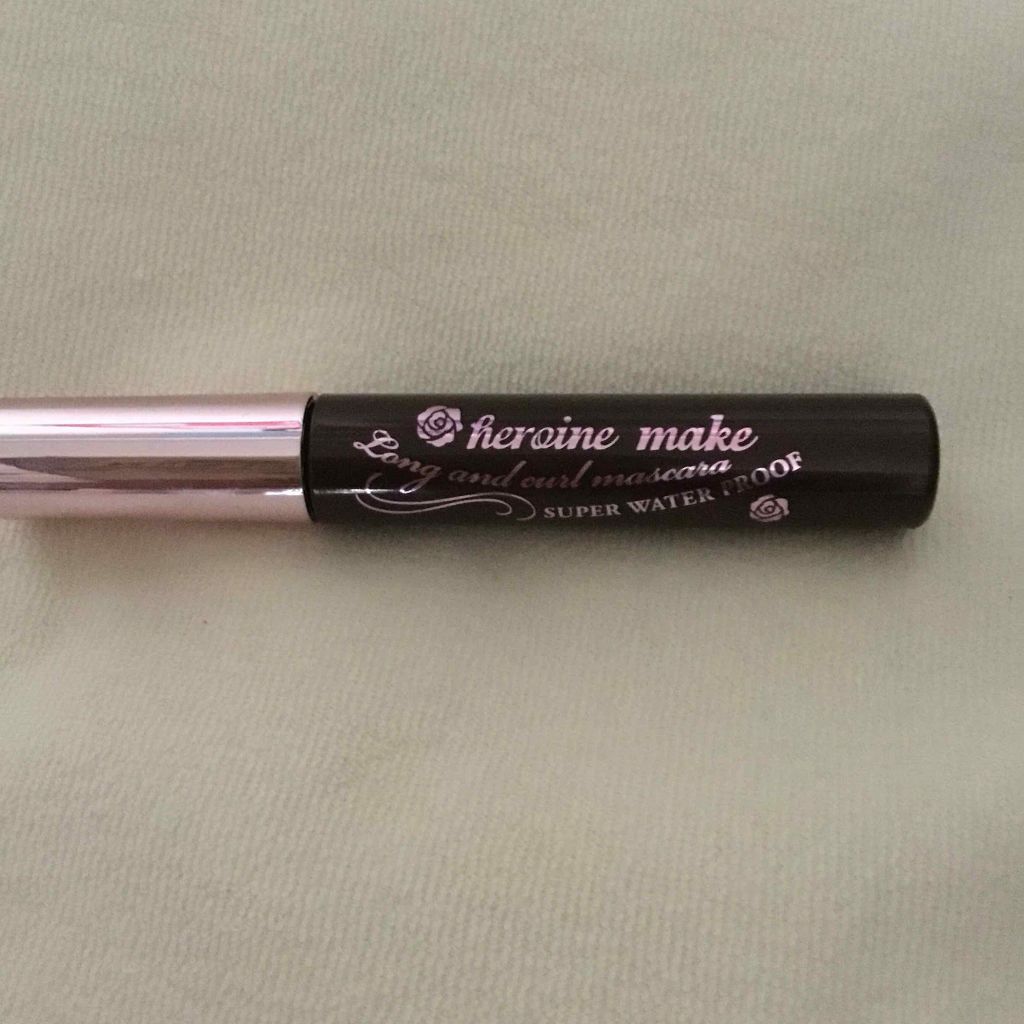 heroine make
Long and curl mascara
SUPER WATER PROOF